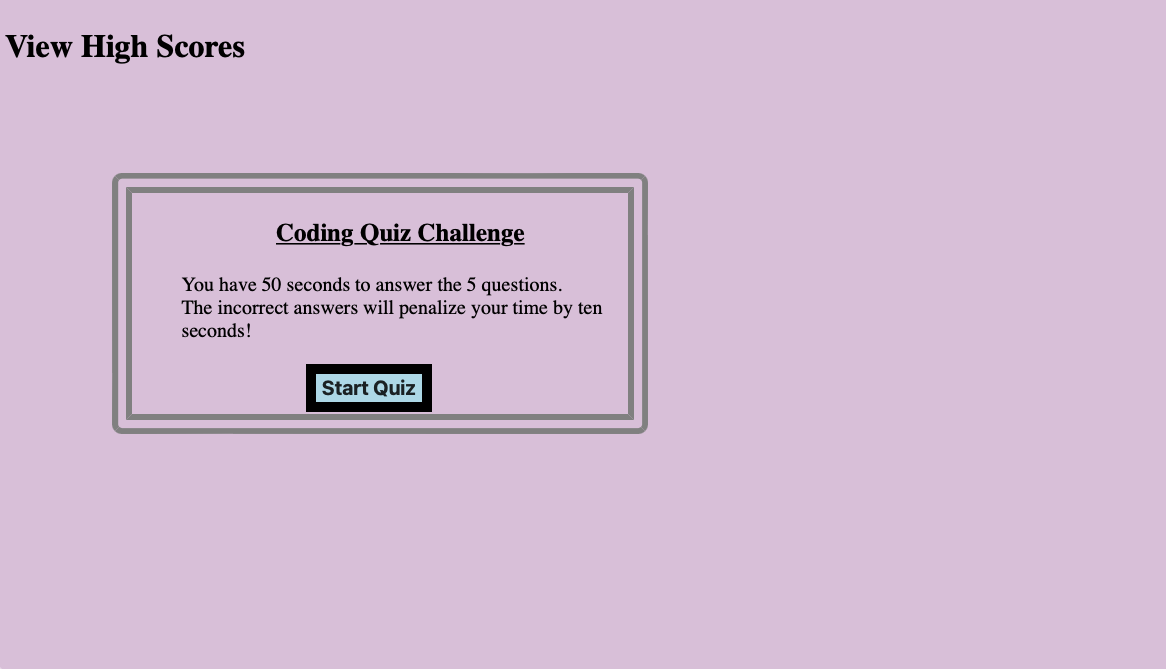 View High Scores
Coding Quiz Challenge
You have 50 seconds to answer the 5 questions.
The incorrect answers will penalize your time by ten
seconds!
Start Quiz